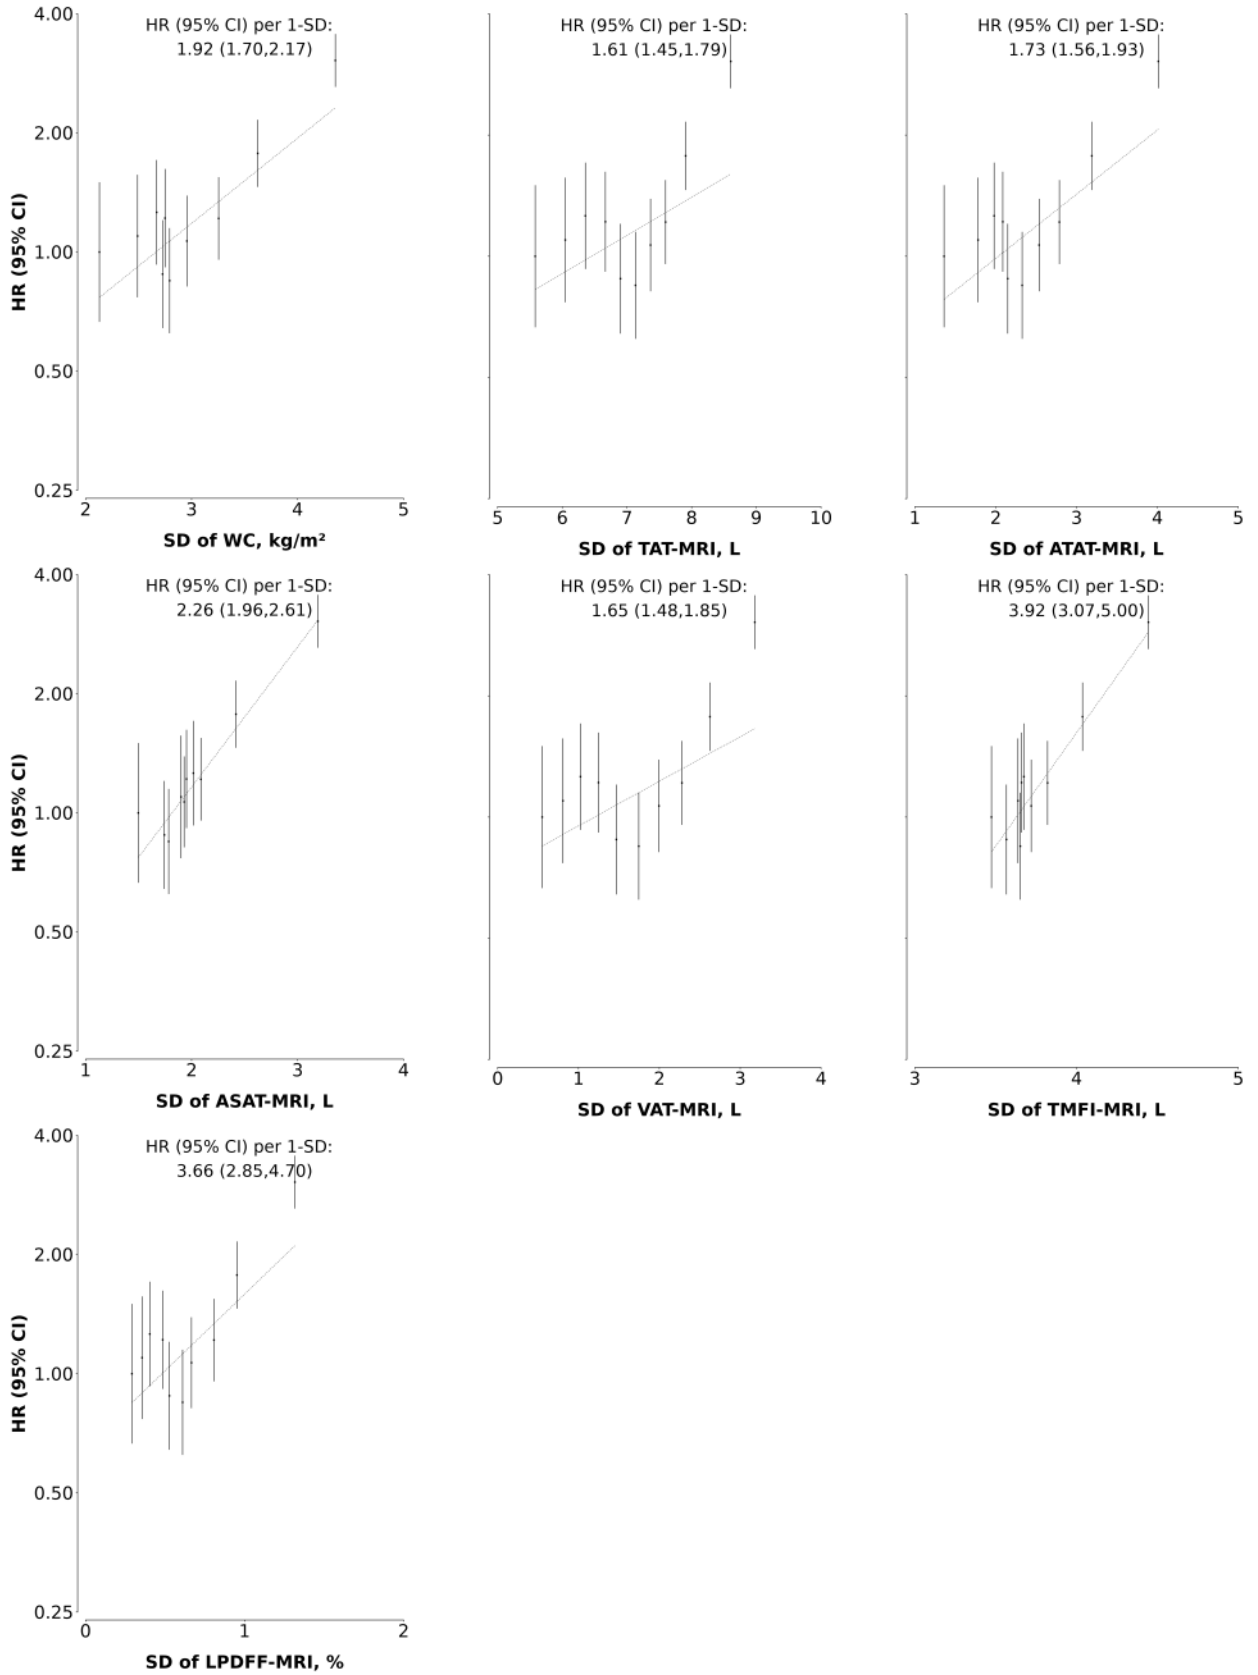 HR (95% CI) per 1-SD:
1.92 (1.70,2.17)
4.00
2.00
1.00
0.50
0.25
HR (95% CI)
2 3 4 5
SD of WC, kg/m²
HR (95% CI) per 1-SD:
1.61 (1.45,1.79)
5 6 7 8 9 10
SD of TAT-MRI, L
HR (95% CI) per 1-SD:
1.73 (1.56,1.93)
1 2 3 4 5
SD of ATAT-MRI, L
HR (95% CI) per 1-SD:
2.26 (1.96,2.61)
4.00
2.00
1.00
0.50
0.25
HR (95% CI)
1 2 3 4
SD of ASAT-MRI, L
HR (95% CI) per 1-SD:
1.65 (1.48,1.85)
0 1 2 3 4
SD of VAT-MRI, L
HR (95% CI) per 1-SD:
3.92 (3.07,5.00)
3 4 5
SD of TMFI-MRI, L
HR (95% CI) per 1-SD:
3.66 (2.85,4.70)
4.00
2.00
1.00
0.50
0.25
HR (95% CI)
0 1 2
SD of LPDFF-MRI, %